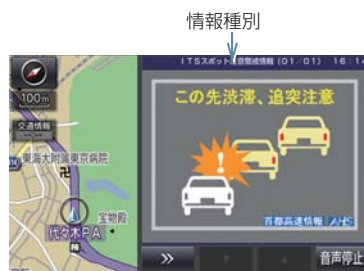 情報種別
ITSスポット注意警戒情報(01/01) 16:14
100m
交通情報
--:--
東海大附属東京病院
代々木PA
宝物殿
この先渋滞、追突注意
首都高速情報 AHS
音声停止